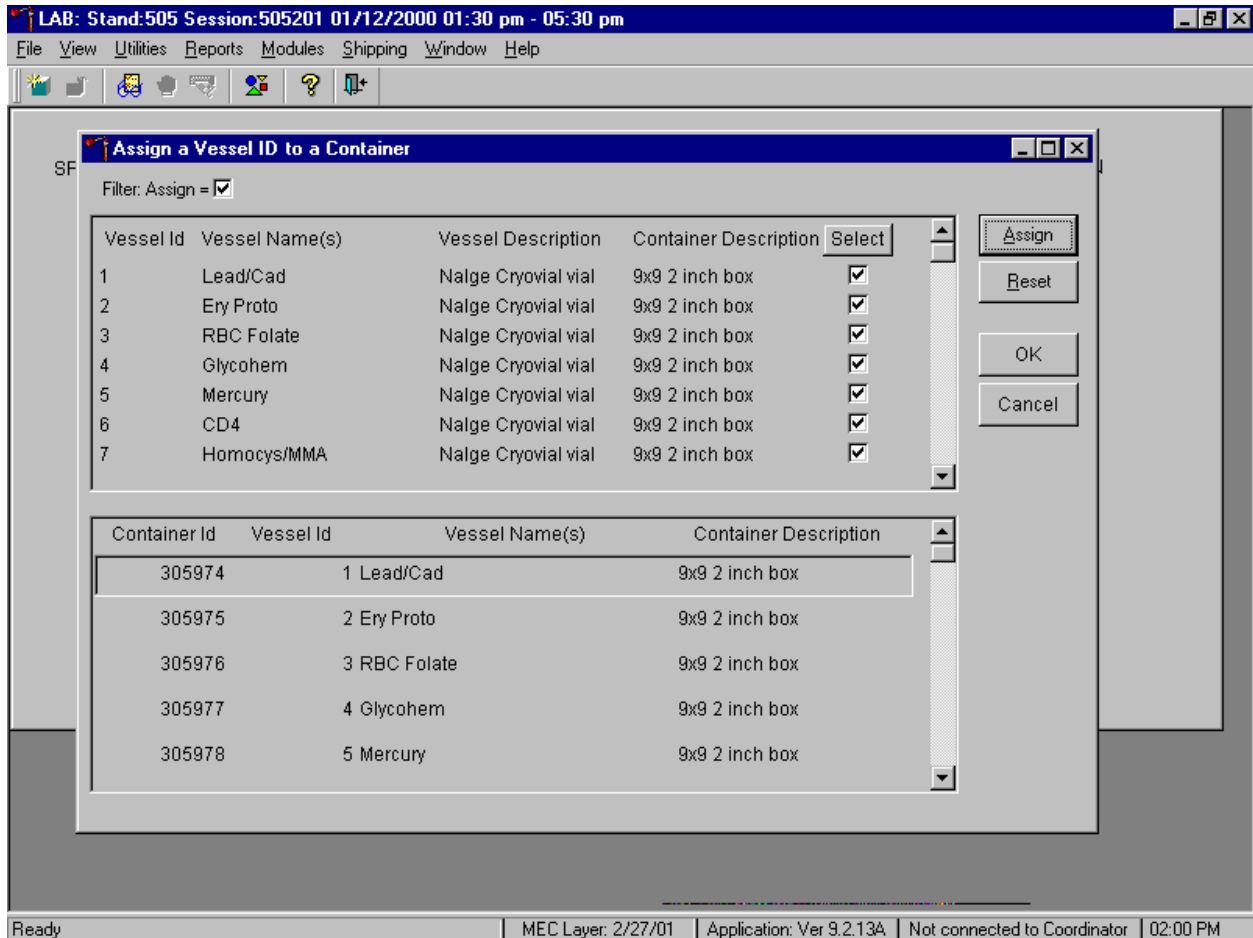 LAB: Stand:505 Session:505201 01/12/2000 01:30 pm - 05:30 pm
File View Utilities Reports Modules Shipping Window Help
Assign a Vessel ID to a Container
SF
Filter: Assign =
Vessel Id Vessel Name(s) Vessel Description Container Description Select
1 Lead/Cad Nalge Cryovial vial 9x9 2 inch box
2 Ery Proto Nalge Cryovial vial 9x9 2 inch box
3 RBC Folate Nalge Cryovial vial 9x9 2 inch box
4 Glycohem Nalge Cryovial vial 9x9 2 inch box
5 Mercury Nalge Cryovial vial 9x9 2 inch box
6 CD4 Nalge Cryovial vial 9x9 2 inch box
7 Homocys/MMA Nalge Cryovial vial 9x9 2 inch box
Assign
Reset
OK
Cancel
Container Id Vessel Id Vessel Name(s) Container Description
305974 1 Lead/Cad 9x9 2 inch box
305975 2 Ery Proto 9x9 2 inch box
305976 3 RBC Folate 9x9 2 inch box
305977 4 Glycohem 9x9 2 inch box
305978 5 Mercury 9x9 2 inch box
Ready MEC Layer: 2/27/01 Application: Ver 9.2.13A Not connected to Coordinator 02:00 PM